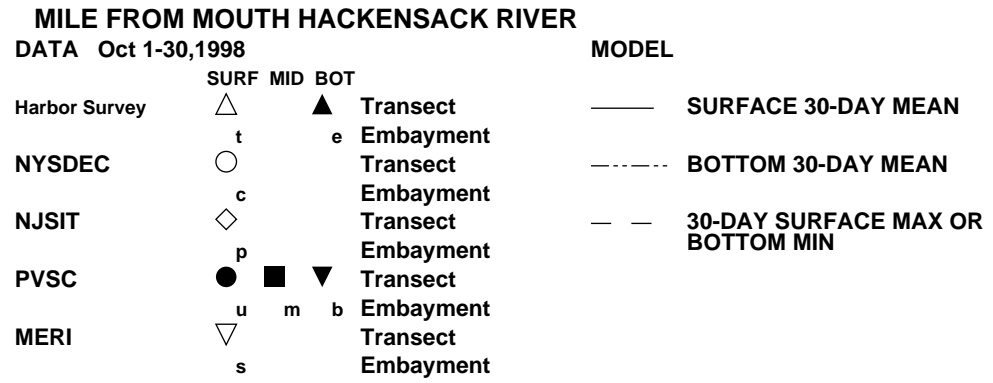 MILE FROM MOUTH HACKENSACK RIVER
DATA Oct 1-30,1998 MODEL
SURF MID BOT
Harbor Survey Transect SURFACE 30-DAY MEAN
t e Embayment
NYSDEC Transect BOTTOM 30-DAY MEAN
c Embayment
NJSIT Transect 30-DAY SURFACE MAX OR
BOTTOM MIN
p Embayment
PVSC Transect
u m b Embayment
MERI Transect
s Embayment